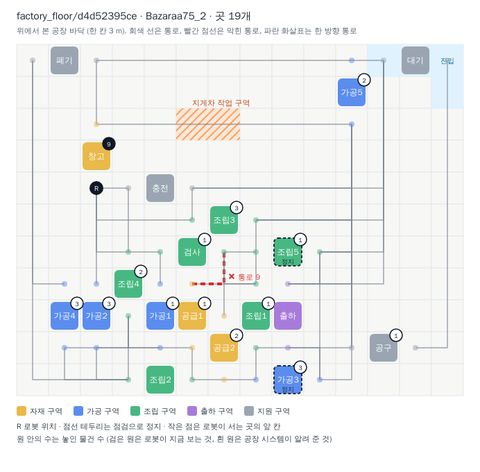 factory_floor/d4d52395ce · Bazaraa75_2 · 곳 19개
위에서 본 공장 바닥 (한 칸 3 m). 회색 선은 통로, 빨간 점선은 막힌 통로, 파란 화살표는 한 방향 통로
폐기
대기
진입
가공5
2
지게차 작업 구역
창고
9
R
충전
조립3
3
검사
1
조립5
1
정지
통로 9
조립4
2
가공4
3
가공2
3
가공1
1
공급1
1
조립1
1
출하
공급2
2
공구
1
조립2
가공3
3
정지
자재 구역
가공 구역
조립 구역
출하 구역
지원 구역
R 로봇 위치 · 점선 테두리는 점검으로 정지 · 작은 점은 로봇이 서는 곳의 앞 칸
원 안의 수는 놓인 물건 수 (검은 원은 로봇이 지금 보는 것, 흰 원은 공장 시스템이 알려 준 것)